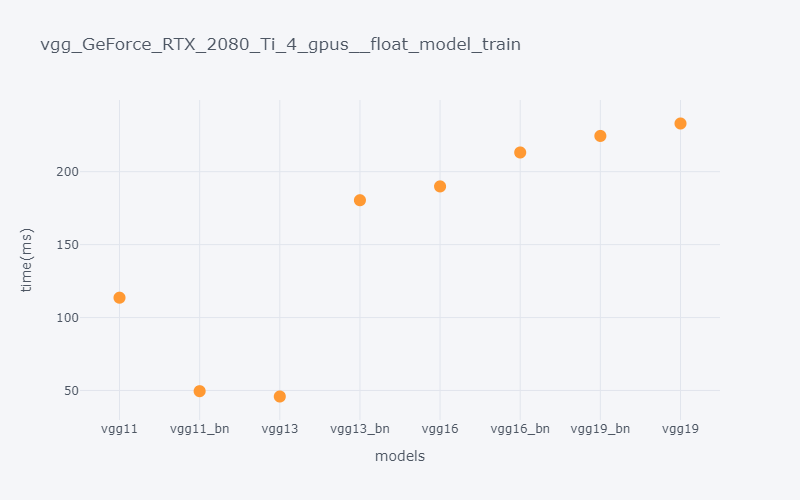 vgg_GeForce_RTX_2080_Ti_4_gpus__float_model_train
time(ms)
200
150
100
50
vgg11 vgg11_bn vgg13 vgg13_bn vgg16 vgg16_bn vgg19_bn vgg19
models